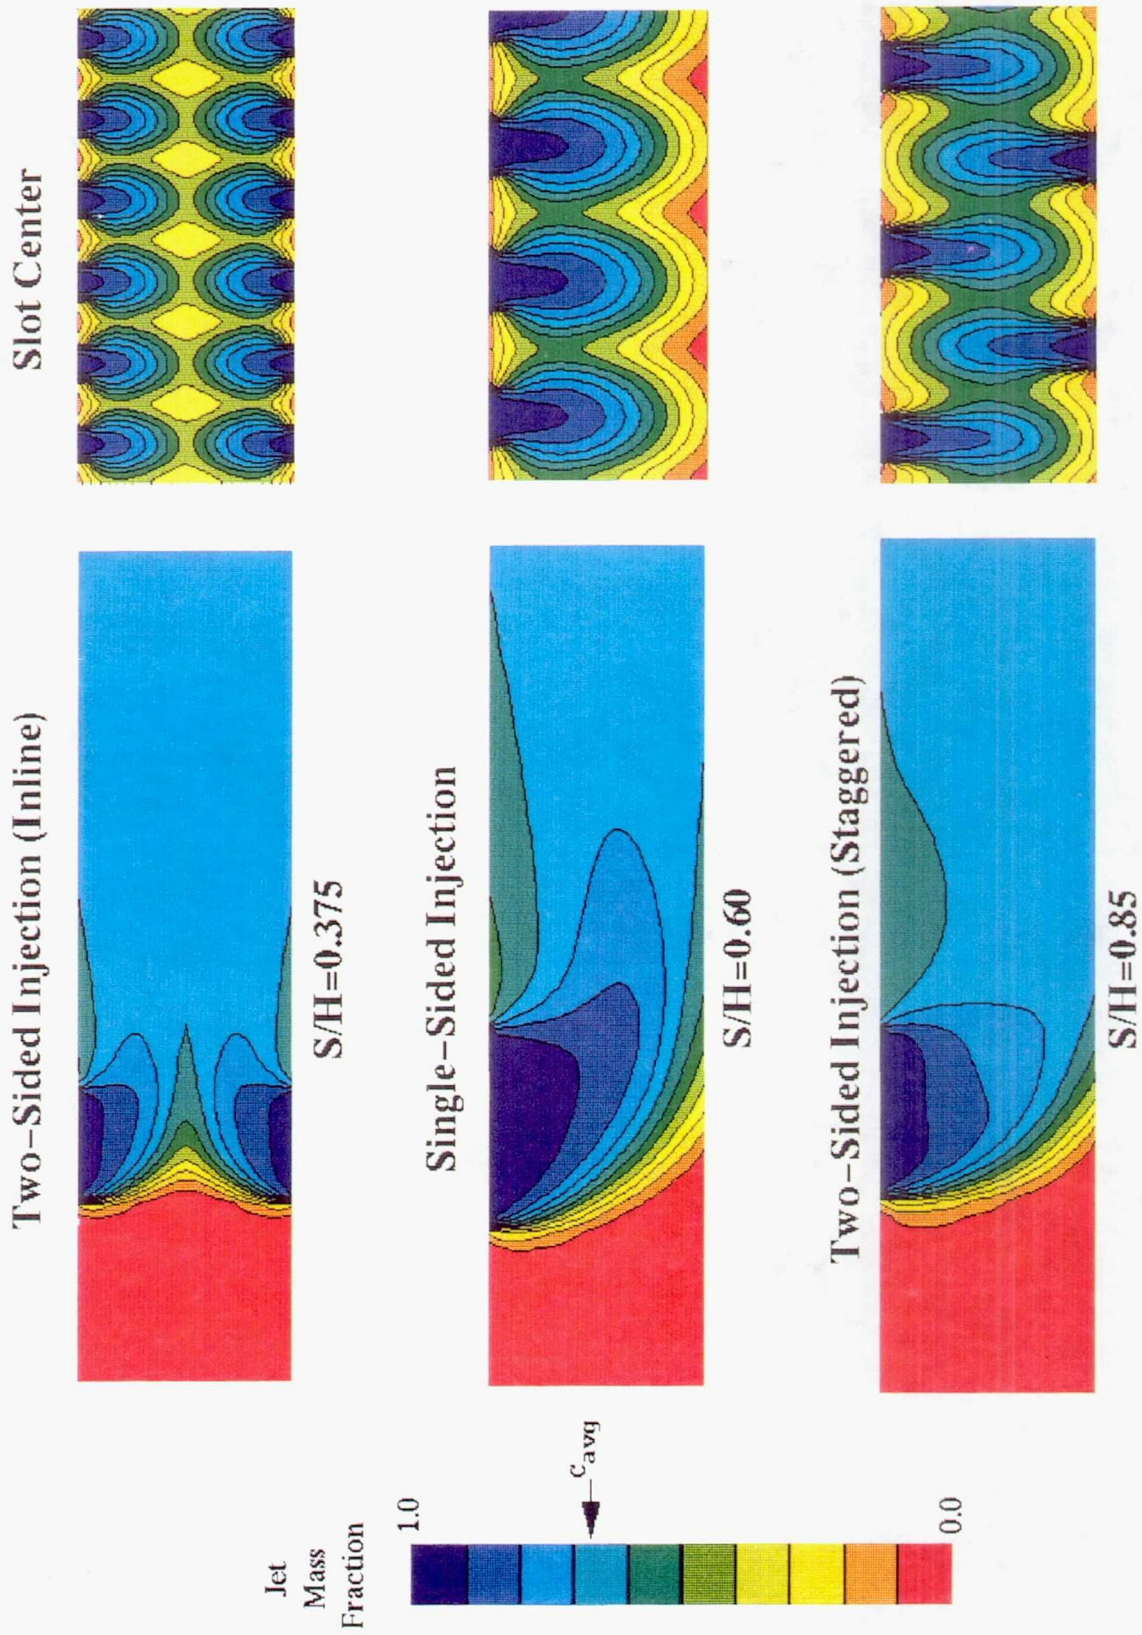 Two-Sided Injection (Inline)
Slot Center
S/H=0.375
Single-Sided Injection
S/H=0.60
Two-Sided Injection (Staggered)
S/H=0.85
Jet
Mass
Fraction
1.0
cavg
0.0